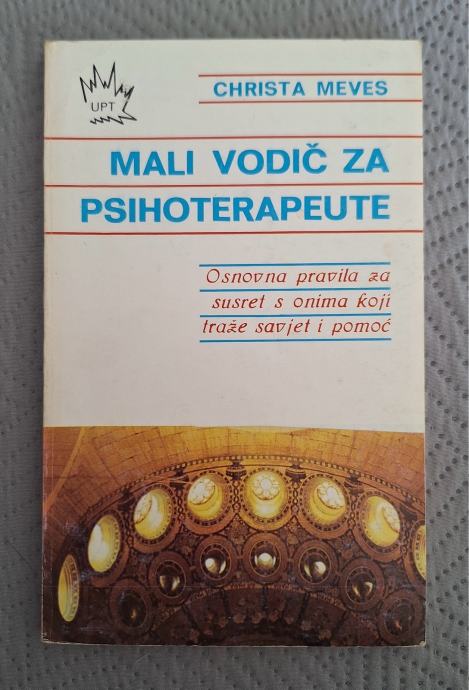 UPT
CHRISTA MEVES
MALI VODIČ ZA
PSIHOTERAPEUTE
Osnovna pravila za
susret s onima koji
traže savjet i pomoć